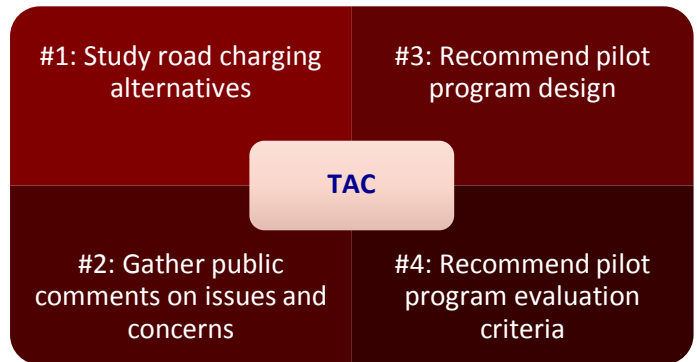 #1: Study road charging
alternatives
#3: Recommend pilot
program design
TAC
#2: Gather public
comments on issues and
concerns
#4: Recommend pilot
program evaluation
criteria